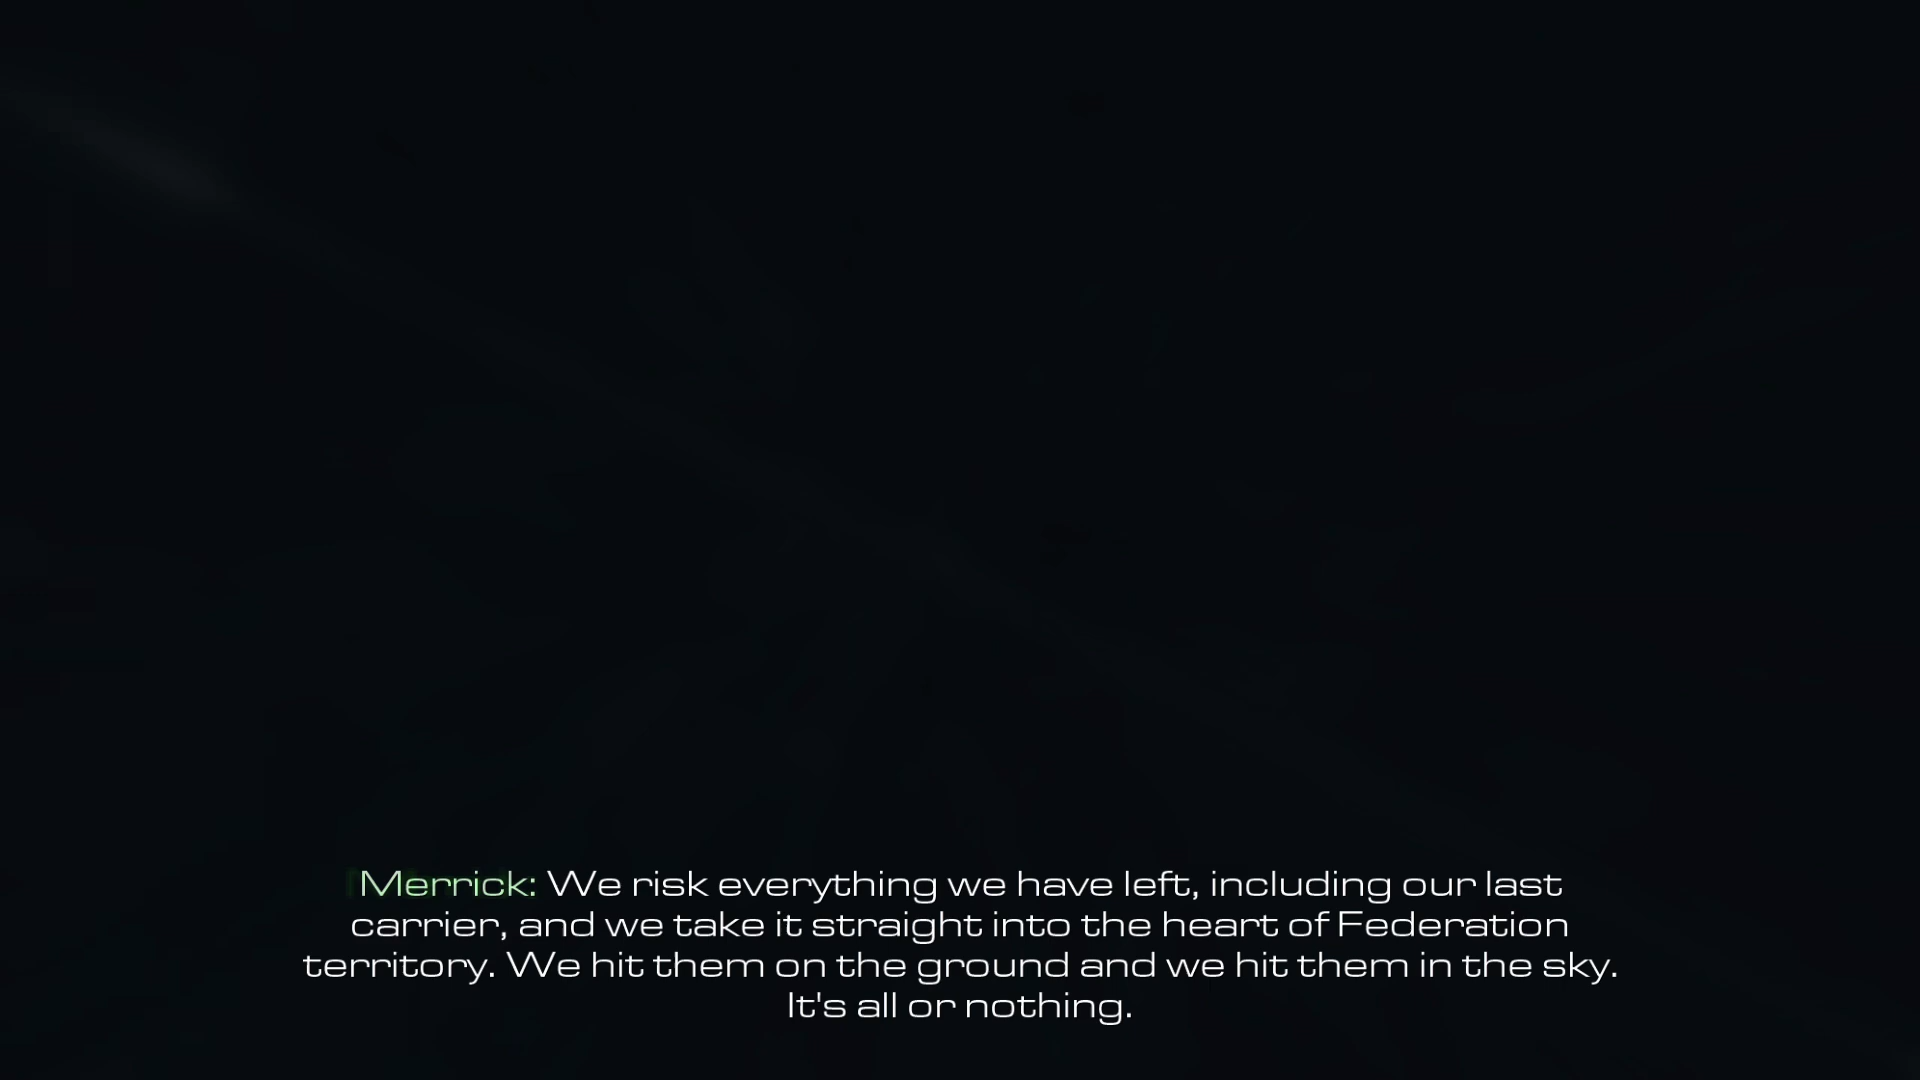 Merrick: We risk everything we have left, including our last
carrier, and we take it straight into the heart of Federation
territory. We hit them on the ground and we hit them in the sky.
It's all or nothing.